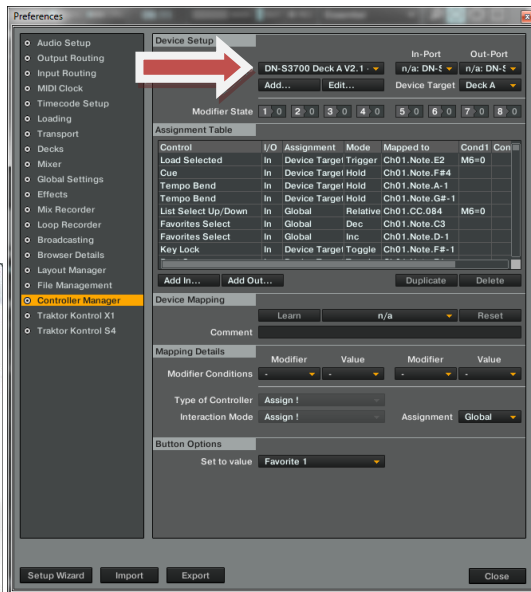 Preferences
Audio Setup
Output Routing
Input Routing
MIDI Clock
Timecode Setup
Loading
Transport
Decks
Mixer
Global Settings
Effects
Mix Recorder
Loop Recorder
Broadcasting
Browser Details
Layout Manager
File Management
Controller Manager
Traktor Kontrol X1
Traktor Kontrol S4
Device Setup
In-Port Out-Port
DN-S3700 Deck A V2.1 - n/a: DN-S n/a: DN-S
Add... Edit... Device Target Deck A
Modifier State 1 0 2 0 3 0 4 0 5 0 6 0 7 0 8 0
Assignment Table
Control I/O Assignment Mode Mapped to Cond1 Con
Load Selected In Device Target Trigger Ch01.Note.E2 M6=0
Cue In Device Target Hold Ch01.Note.F#4
Tempo Bend In Device Target Hold Ch01.Note.A-1
Tempo Bend In Device Target Hold Ch01.Note.G#-1
List Select Up/Down In Global Relative Ch01.CC.084 M6=0
Favorites Select In Global Dec Ch01.Note.C3
Favorites Select In Global Inc Ch01.Note.D-1
Key Lock In Device Target Toggle Ch01.Note.F#-1
Add In... Add Out... Duplicate Delete
Device Mapping
Learn n/a Reset
Comment
Mapping Details
Modifier Value Modifier Value
Modifier Conditions - - - -
Type of Controller Assign !
Interaction Mode Assign ! Assignment Global
Button Options
Set to value Favorite 1
Setup Wizard Import Export Close